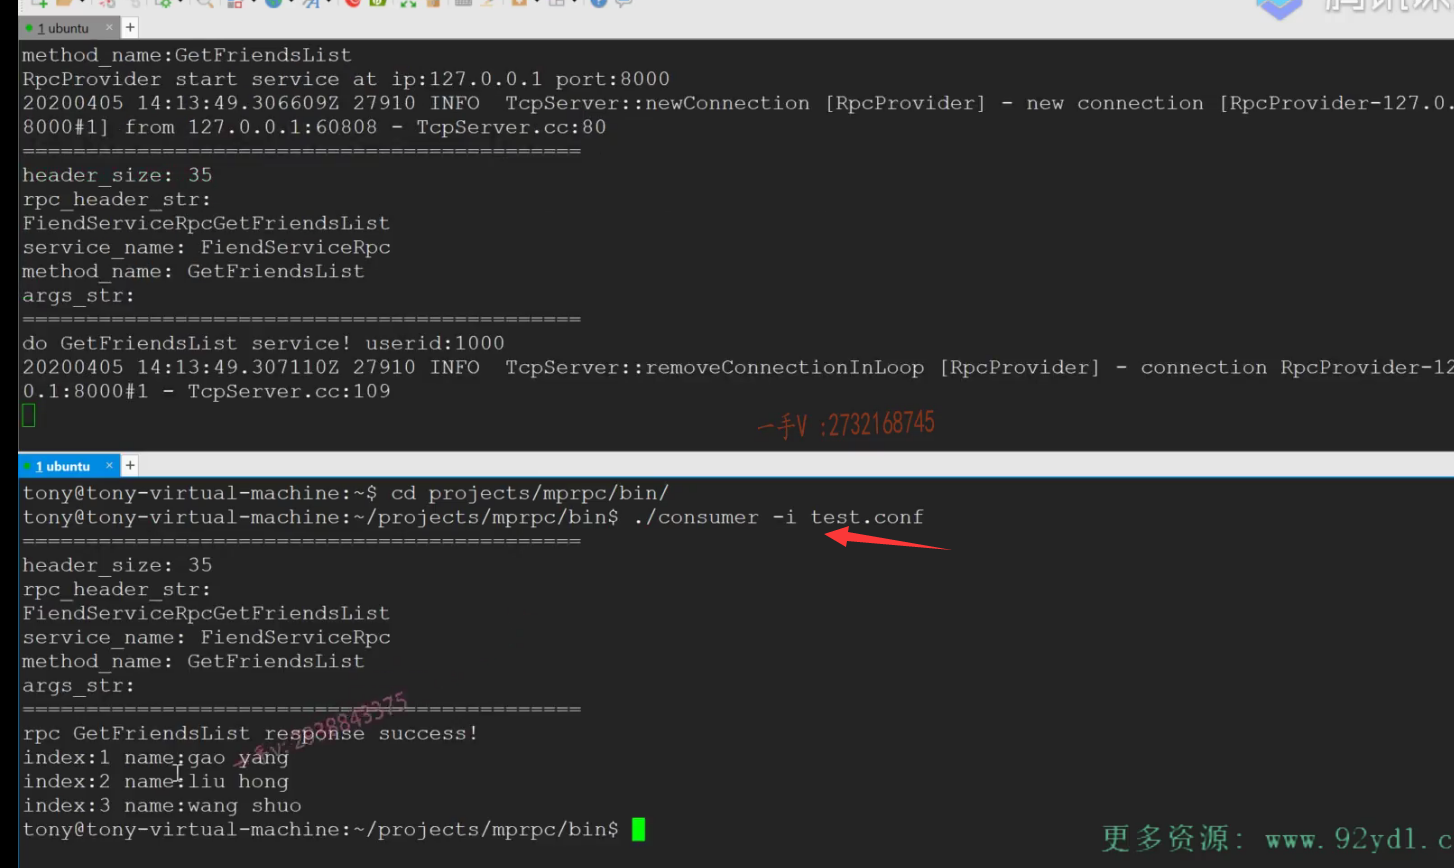 1 ubuntu × +
method_name:GetFriendsList
RpcProvider start service at ip:127.0.0.1 port:8000
20200405 14:13:49.306609Z 27910 INFO  TcpServer::newConnection [RpcProvider] - new connection [RpcProvider-127.0.
8000#1] from 127.0.0.1:60808 - TcpServer.cc:80
============================================
header_size: 35
rpc_header_str:
FiendServiceRpcGetFriendsList
service_name: FiendServiceRpc
method_name: GetFriendsList
args_str:
============================================
do GetFriendsList service! userid:1000
20200405 14:13:49.307110Z 27910 INFO  TcpServer::removeConnectionInLoop [RpcProvider] - connection RpcProvider-12
0.1:8000#1 - TcpServer.cc:109
一手V :2732168745
1 ubuntu × +
tony@tony-virtual-machine:~$ cd projects/mprpc/bin/
tony@tony-virtual-machine:~/projects/mprpc/bin$ ./consumer -i test.conf
============================================
header_size: 35
rpc_header_str:
FiendServiceRpcGetFriendsList
service_name: FiendServiceRpc
method_name: GetFriendsList
args_str:
============================================
一手V:2938843375
rpc GetFriendsList response success!
index:1 name:gao yang
index:2 name:liu hong
index:3 name:wang shuo
tony@tony-virtual-machine:~/projects/mprpc/bin$
更多资源: www.92ydl.c